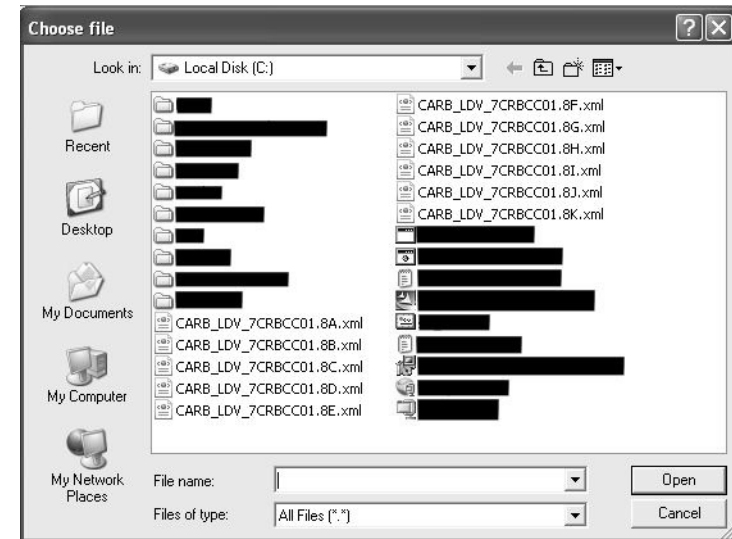 Choose file
Look in:
Local Disk (C:)
Recent
Desktop
My Documents
My Computer
My Network
Places
CARB_LDV_7CRBCC01.8A.xml
CARB_LDV_7CRBCC01.8B.xml
CARB_LDV_7CRBCC01.8C.xml
CARB_LDV_7CRBCC01.8D.xml
CARB_LDV_7CRBCC01.8E.xml
CARB_LDV_7CRBCC01.8F.xml
CARB_LDV_7CRBCC01.8G.xml
CARB_LDV_7CRBCC01.8H.xml
CARB_LDV_7CRBCC01.8I.xml
CARB_LDV_7CRBCC01.8J.xml
CARB_LDV_7CRBCC01.8K.xml
File name:
Open
Files of type:
All Files (*.*)
Cancel